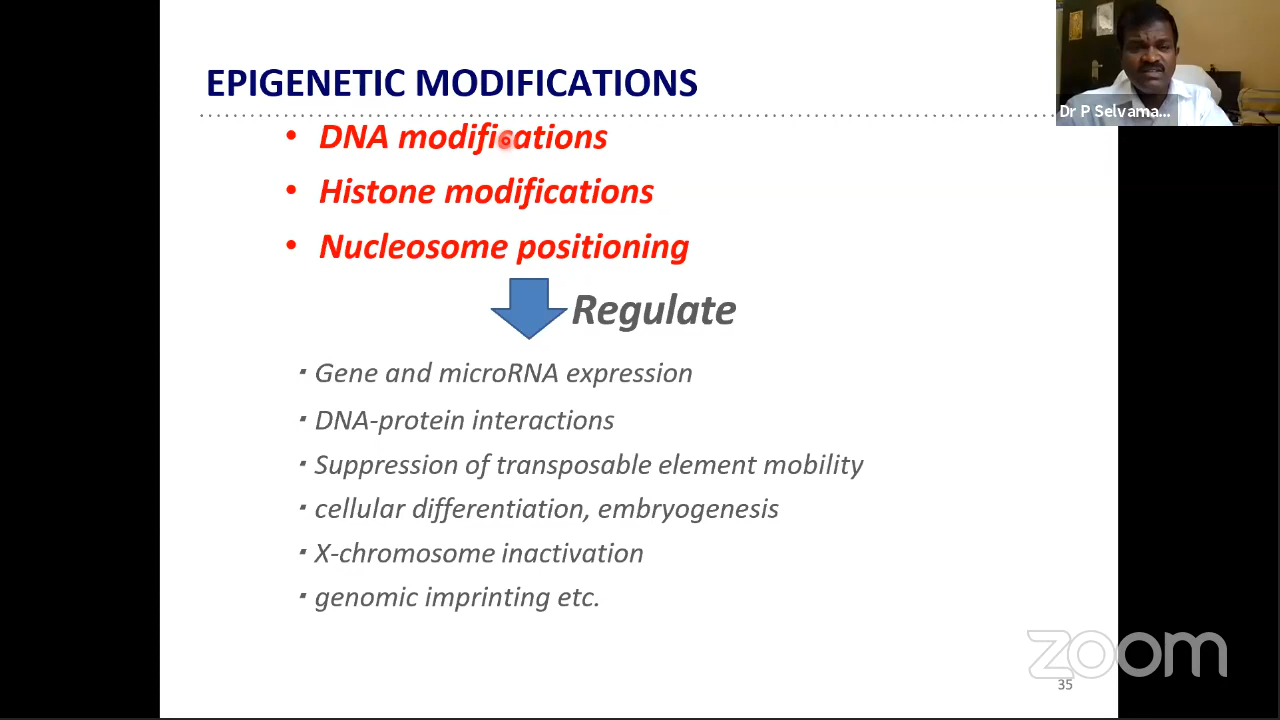 EPIGENETIC MODIFICATIONS
Dr P Selvama...
• DNA modifications
• Histone modifications
• Nucleosome positioning
Regulate
▪ Gene and microRNA expression
▪ DNA-protein interactions
▪ Suppression of transposable element mobility
▪ cellular differentiation, embryogenesis
▪ X-chromosome inactivation
▪ genomic imprinting etc.
zoom
35